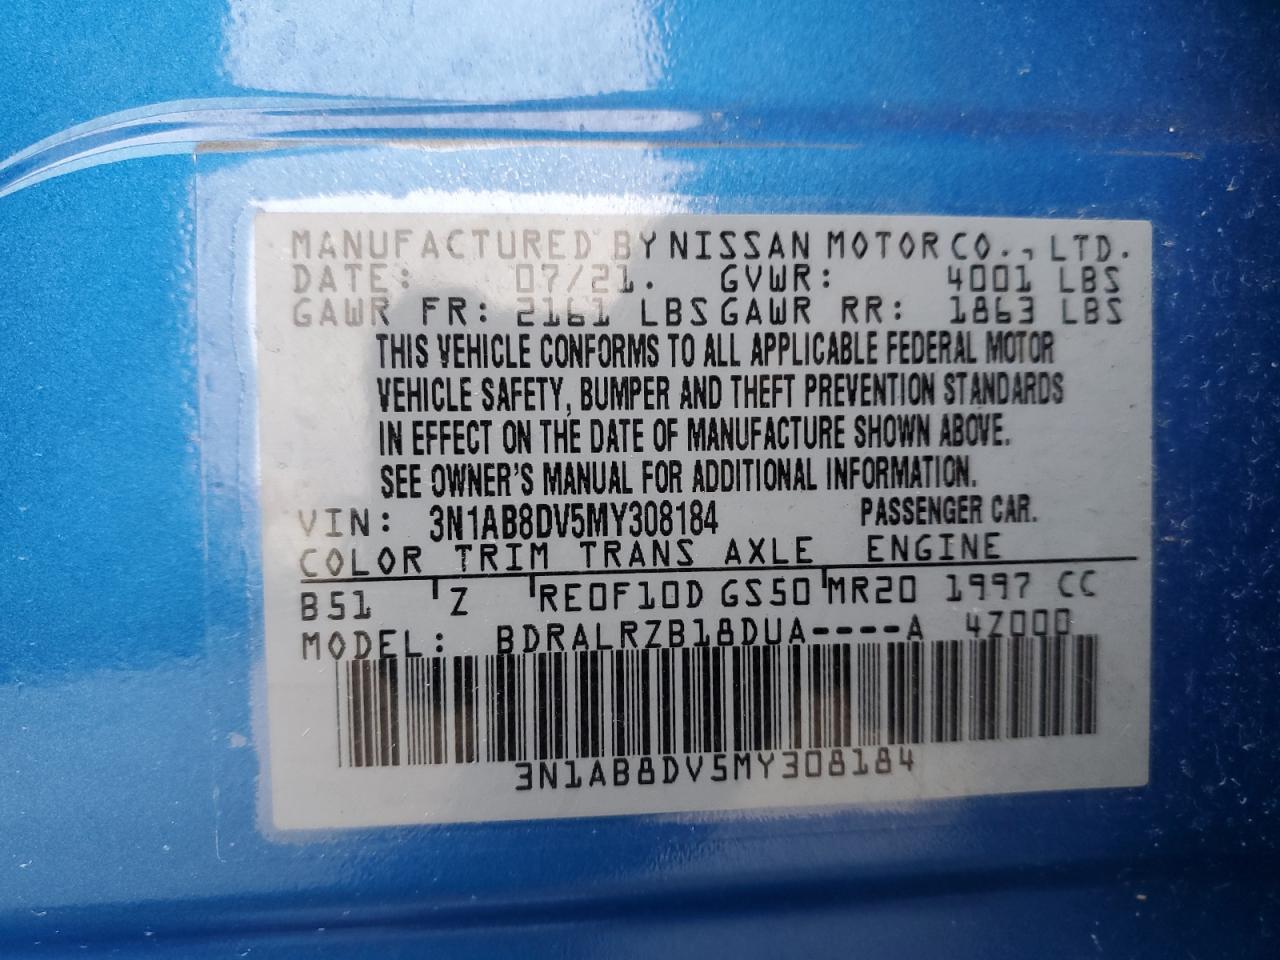 MANUFACTURED BY NISSAN MOTOR CO., LTD.
DATE: 07/21. GVWR: 4001 LBS
GAWR FR: 2161 LBS GAWR RR: 1863 LBS
THIS VEHICLE CONFORMS TO ALL APPLICABLE FEDERAL MOTOR
VEHICLE SAFETY, BUMPER AND THEFT PREVENTION STANDARDS
IN EFFECT ON THE DATE OF MANUFACTURE SHOWN ABOVE.
SEE OWNER'S MANUAL FOR ADDITIONAL INFORMATION.
VIN: 3N1AB8DV5MY308184 PASSENGER CAR.
COLOR TRIM TRANS AXLE ENGINE
B51 Z RE0F10D GS50 MR20 1997 CC
MODEL: BDRALRZB18DUA----A 4Z000
3N1AB8DV5MY308184